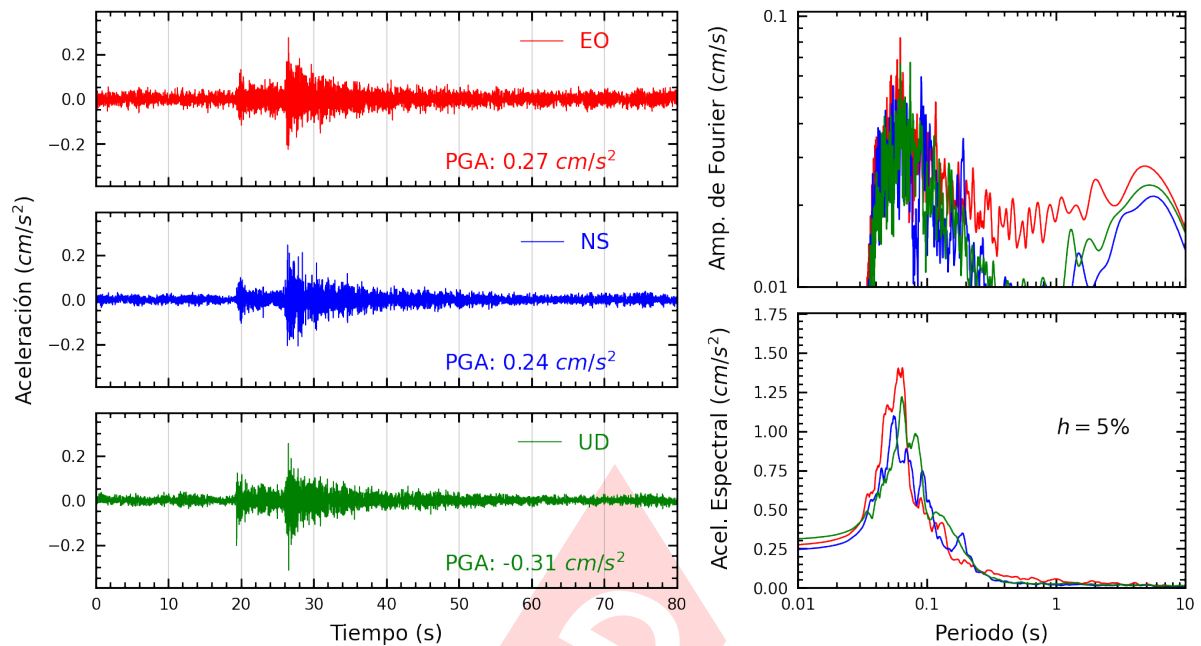 Aceleración (cm/s²)
0.2
0.0
−0.2
EO
PGA: 0.27 cm/s²
0.2
0.0
−0.2
NS
PGA: 0.24 cm/s²
0.2
0.0
−0.2
UD
PGA: -0.31 cm/s²
0 10 20 30 40 50 60 70 80
Tiempo (s)
Amp. de Fourier (cm/s)
0.1
0.01
Acel. Espectral (cm/s²)
1.75
1.50
1.25
1.00
0.75
0.50
0.25
0.00
h = 5%
0.01 0.1 1 10
Periodo (s)